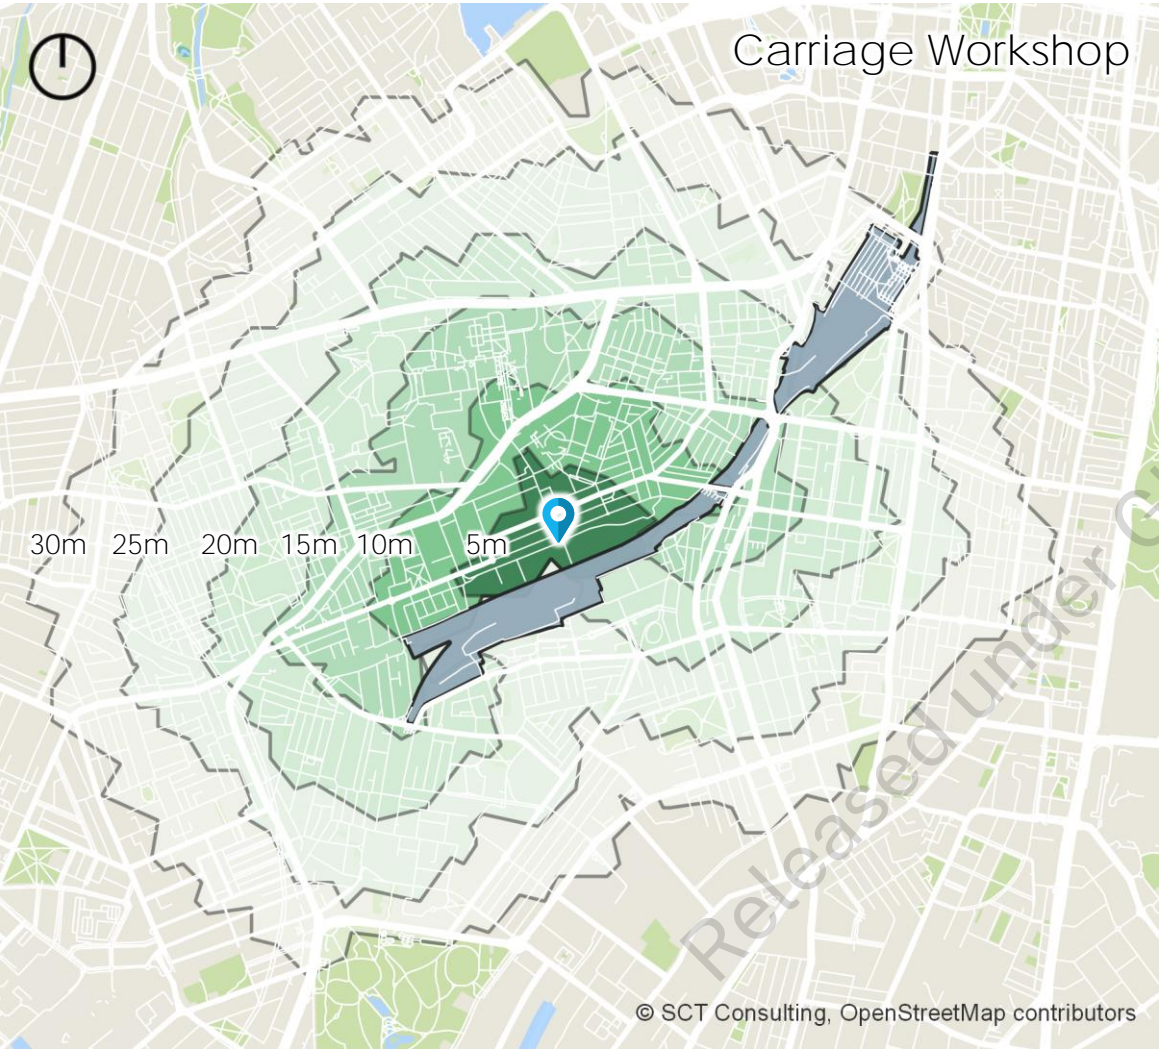 Carriage Workshop
30m 25m 20m 15m 10m 5m
Released under G
© SCT Consulting, OpenStreetMap contributors